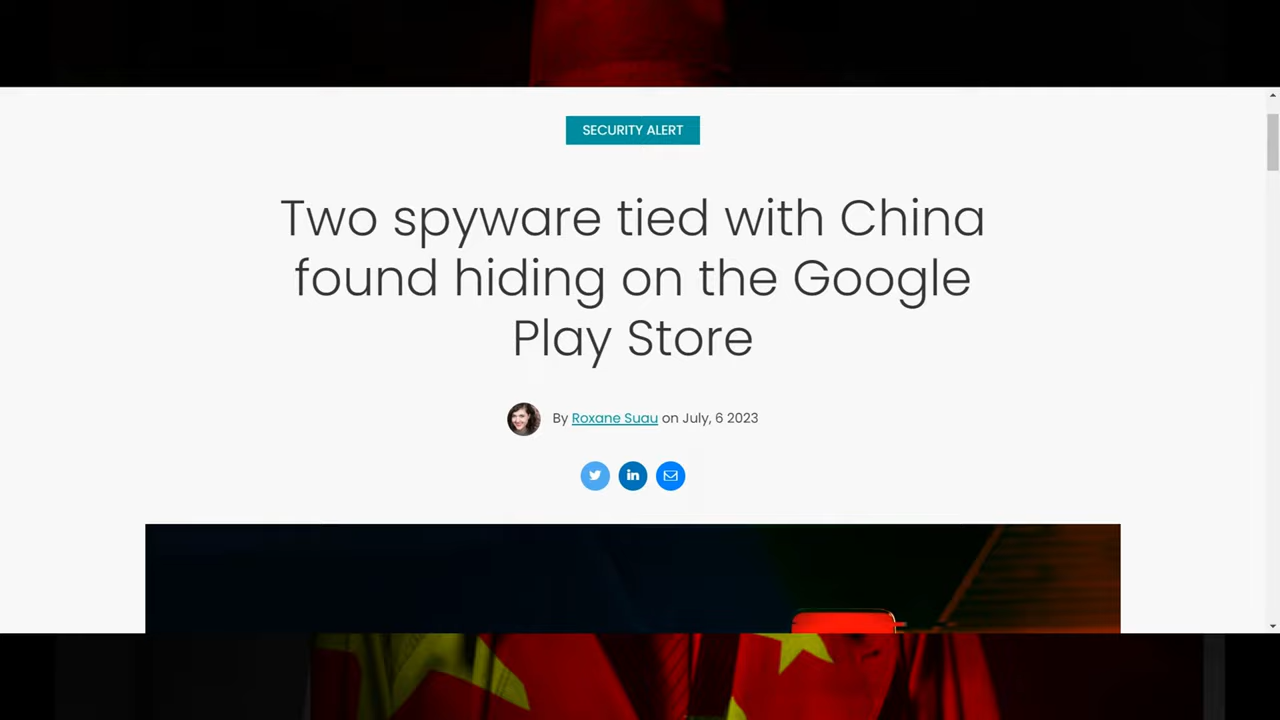 SECURITY ALERT
Two spyware tied with China
found hiding on the Google
Play Store
By Roxane Suau on July, 6 2023
in